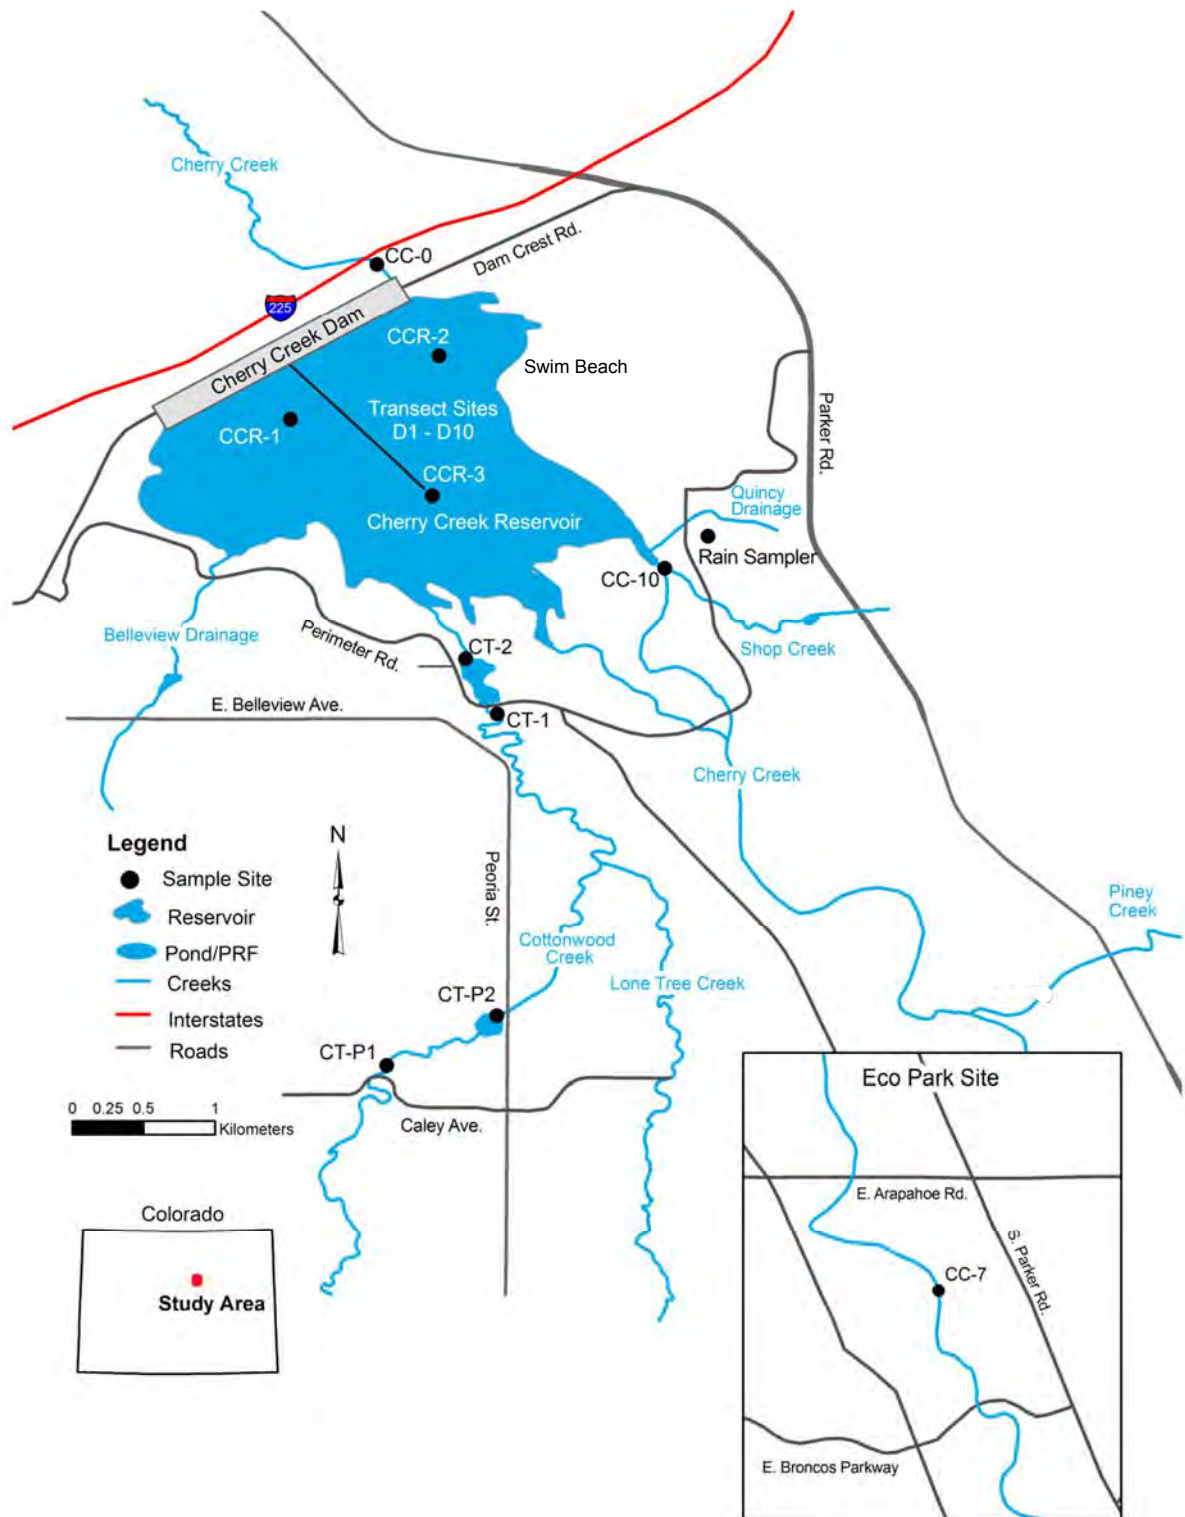 Cherry Creek
CC-0
Dam Crest Rd.
225
Cherry Creek Dam
CCR-2
Swim Beach
Transect Sites
D1 - D10
CCR-1
CCR-3
Cherry Creek Reservoir
Parker Rd.
Quincy
Drainage
Rain Sampler
CC-10
Belleview Drainage
Perimeter Rd.
CT-2
Shop Creek
E. Belleview Ave.
CT-1
Cherry Creek
Legend
Sample Site
Reservoir
Pond/PRF
Creeks
Interstates
Roads
N
Peoria St.
Piney
Creek
Cottonwood
Creek
Lone Tree Creek
CT-P2
CT-P1
0 0.25 0.5 1
Kilometers
Caley Ave.
Eco Park Site
E. Arapahoe Rd.
S. Parker Rd.
CC-7
E. Broncos Parkway
Colorado
Study Area